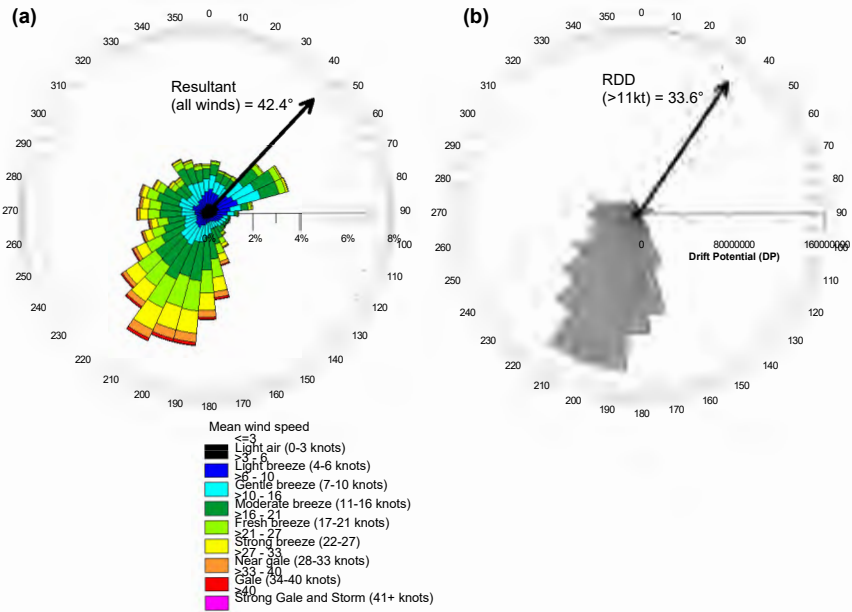 (a)
0
10
20
30
40
50
60
70
80
90
100
110
120
130
140
150
160
170
180
190
200
210
220
230
240
250
260
270
280
290
300
310
320
330
340
350
Resultant
(all winds) = 42.4°
0% 2% 4% 6% 8%
(b)
0
10
20
30
40
50
60
70
80
90
100
110
120
130
140
150
160
170
180
190
200
210
220
230
240
250
260
270
280
290
300
310
320
330
340
350
RDD
(>11kt) = 33.6°
0 80000000 160000000
Drift Potential (DP)
Mean wind speed
<=3
Light air (0-3 knots)
>3 - 6
Light breeze (4-6 knots)
>6 - 10
Gentle breeze (7-10 knots)
>10 - 16
Moderate breeze (11-16 knots)
>16 - 21
Fresh breeze (17-21 knots)
>21 - 27
Strong breeze (22-27)
>27 - 33
Near gale (28-33 knots)
>33 - 40
Gale (34-40 knots)
>40
Strong Gale and Storm (41+ knots)